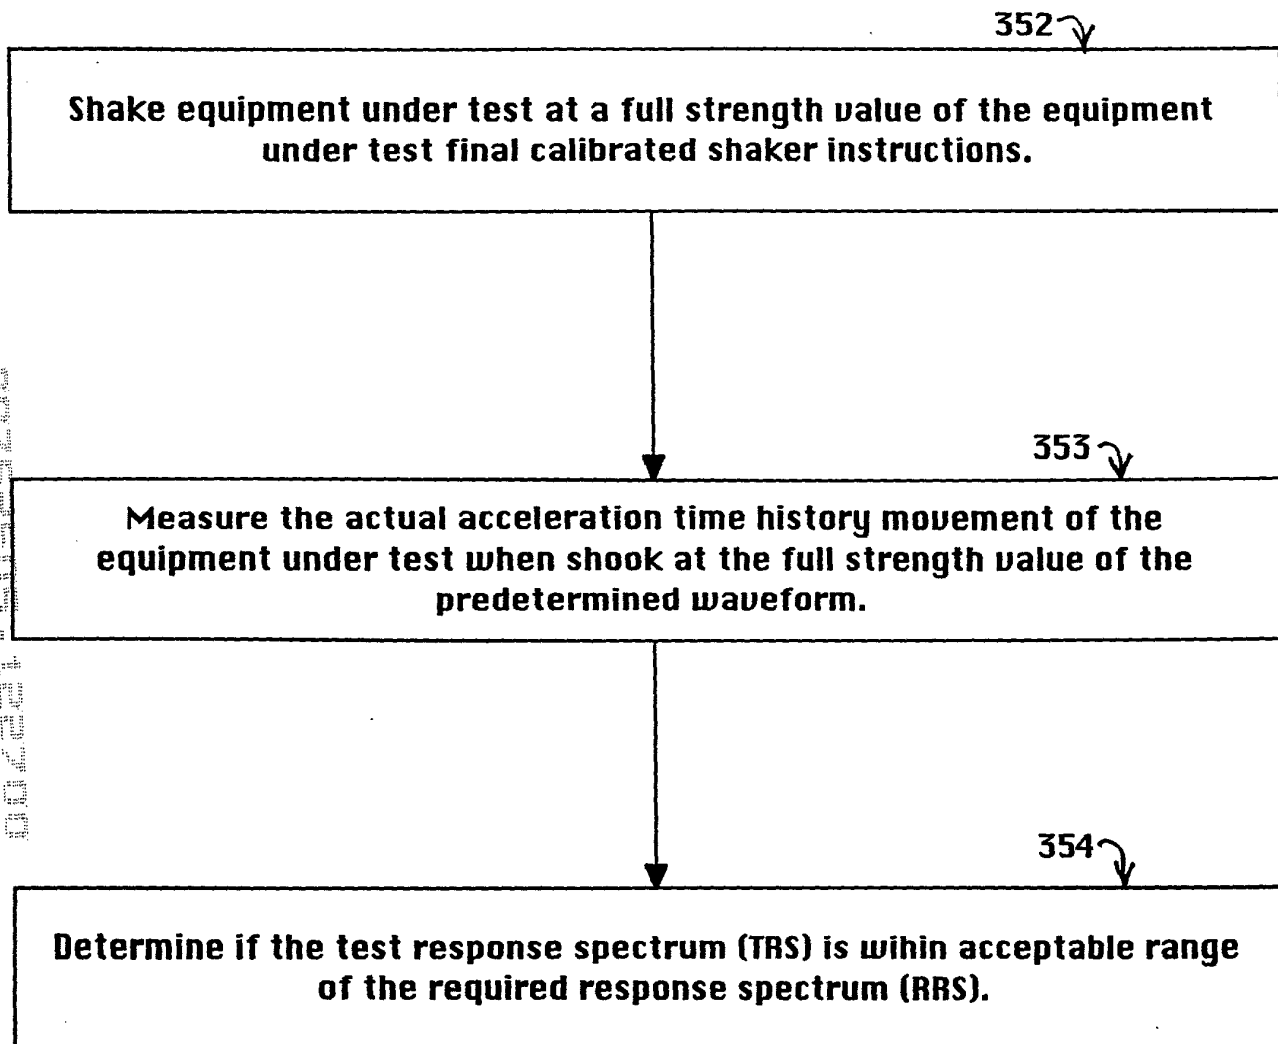 352
Shake equipment under test at a full strength value of the equipment
under test final calibrated shaker instructions.
353
Measure the actual acceleration time history movement of the
equipment under test when shook at the full strength value of the
predetermined waveform.
354
Determine if the test response spectrum (TRS) is wihin acceptable range
of the required response spectrum (RRS).